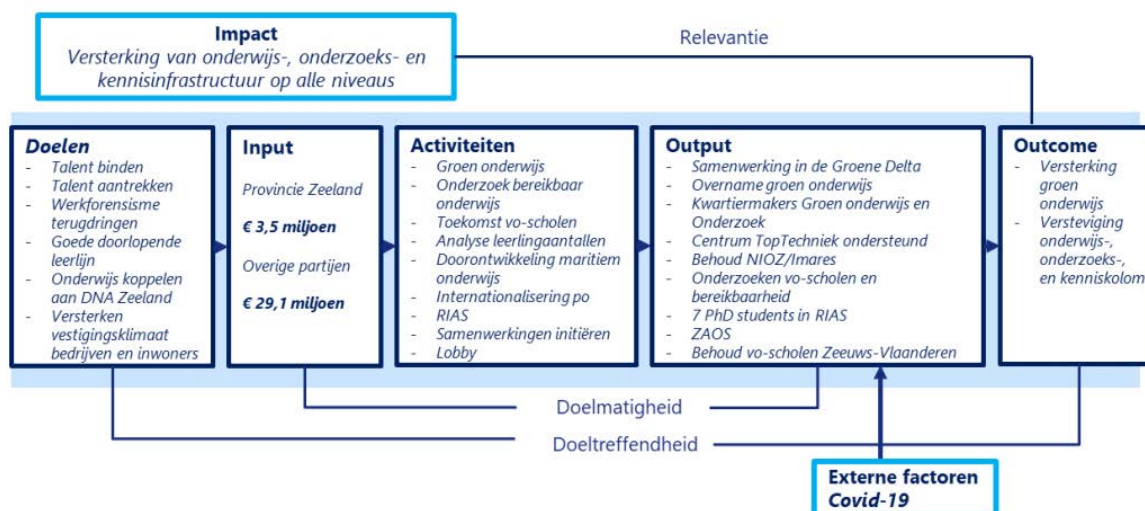 Impact
Versterking van onderwijs-, onderzoeks- en
kennisinfrastructuur op alle niveaus
Relevantie
Doelen
- Talent binden
- Talent aantrekken
- Werkforensisme
terugdringen
- Goede doorlopende
leerlijn
- Onderwijs koppelen
aan DNA Zeeland
- Versterken
vestigingsklimaat
bedrijven en inwoners
Input
Provincie Zeeland
€ 3,5 miljoen
Overige partijen
€ 29,1 miljoen
Activiteiten
- Groen onderwijs
- Onderzoek bereikbaar
onderwijs
- Toekomst vo-scholen
- Analyse leerlingaantallen
- Doorontwikkeling maritiem
onderwijs
- Internationalisering po
- RIAS
- Samenwerkingen initiëren
- Lobby
Output
- Samenwerking in de Groene Delta
- Overname groen onderwijs
- Kwartiermakers Groen onderwijs en
Onderzoek
- Centrum TopTechniek ondersteund
- Behoud NIOZ/Imares
- Onderzoeken vo-scholen en
bereikbaarheid
- 7 PhD students in RIAS
- ZAOS
- Behoud vo-scholen Zeeuws-Vlaanderen
Outcome
- Versterking
groen
onderwijs
- Versteviging
onderwijs-,
onderzoeks-,
en kenniskolom
Doelmatigheid
Doeltreffendheid
Externe factoren
Covid-19